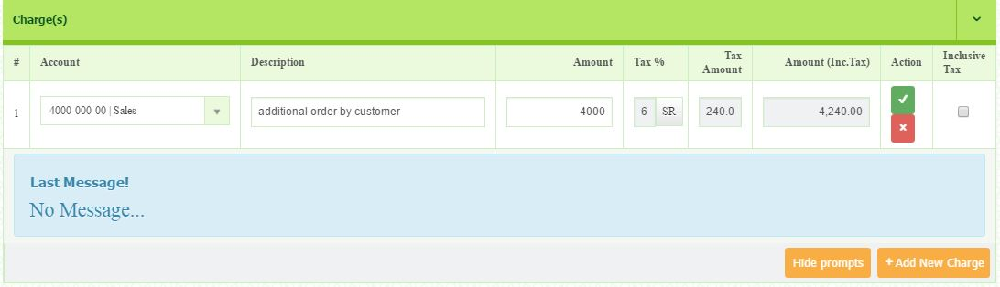 Charge(s)
# Account Description Amount Tax % Tax Amount Amount (Inc.Tax) Action Inclusive Tax
1 4000-000-00 | Sales additional order by customer 4000 6 SR 240.0 4,240.00
Last Message!
No Message...
Hide prompts + Add New Charge